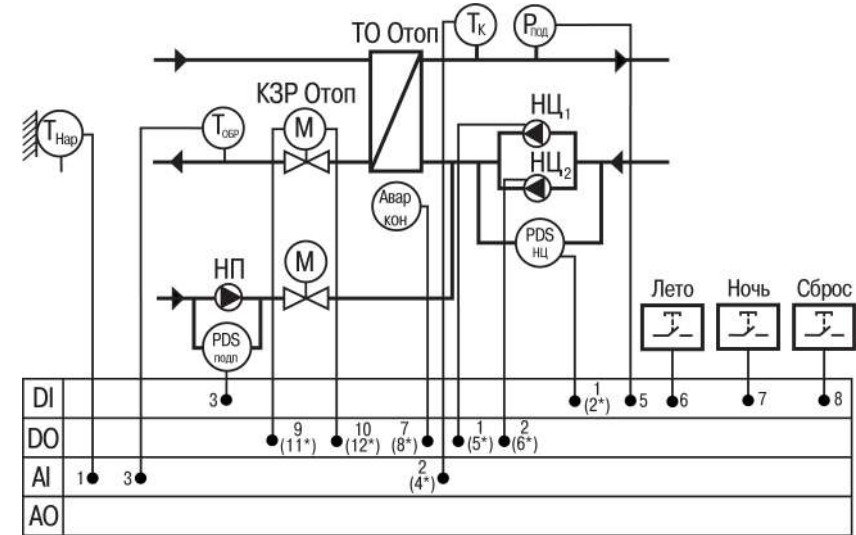 ТО Отоп
Tк
Pпод
КЗР Отоп
НЦ1
M
TНар
TОБР
НЦ2
Авар
кон
PDS
НЦ
НП
M
PDS
подп
Лето
Ночь
Сброс
DI
3
1
(2*)
5
6
7
8
DO
9
(11*)
10
(12*)
7
(8*)
1
(5*)
2
(6*)
AI
1
3
2
(4*)
AO